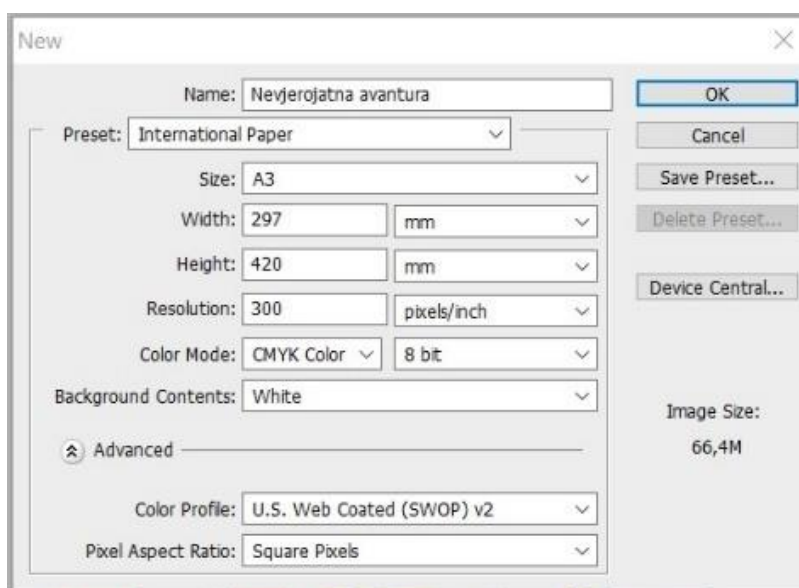 New
Name: Nevjerojatna avantura
OK
Preset: International Paper
Cancel
Size: A3
Save Preset...
Width: 297 mm
Delete Preset...
Height: 420 mm
Device Central...
Resolution: 300 pixels/inch
Color Mode: CMYK Color 8 bit
Background Contents: White
Image Size:
66,4M
Advanced
Color Profile: U.S. Web Coated (SWOP) v2
Pixel Aspect Ratio: Square Pixels